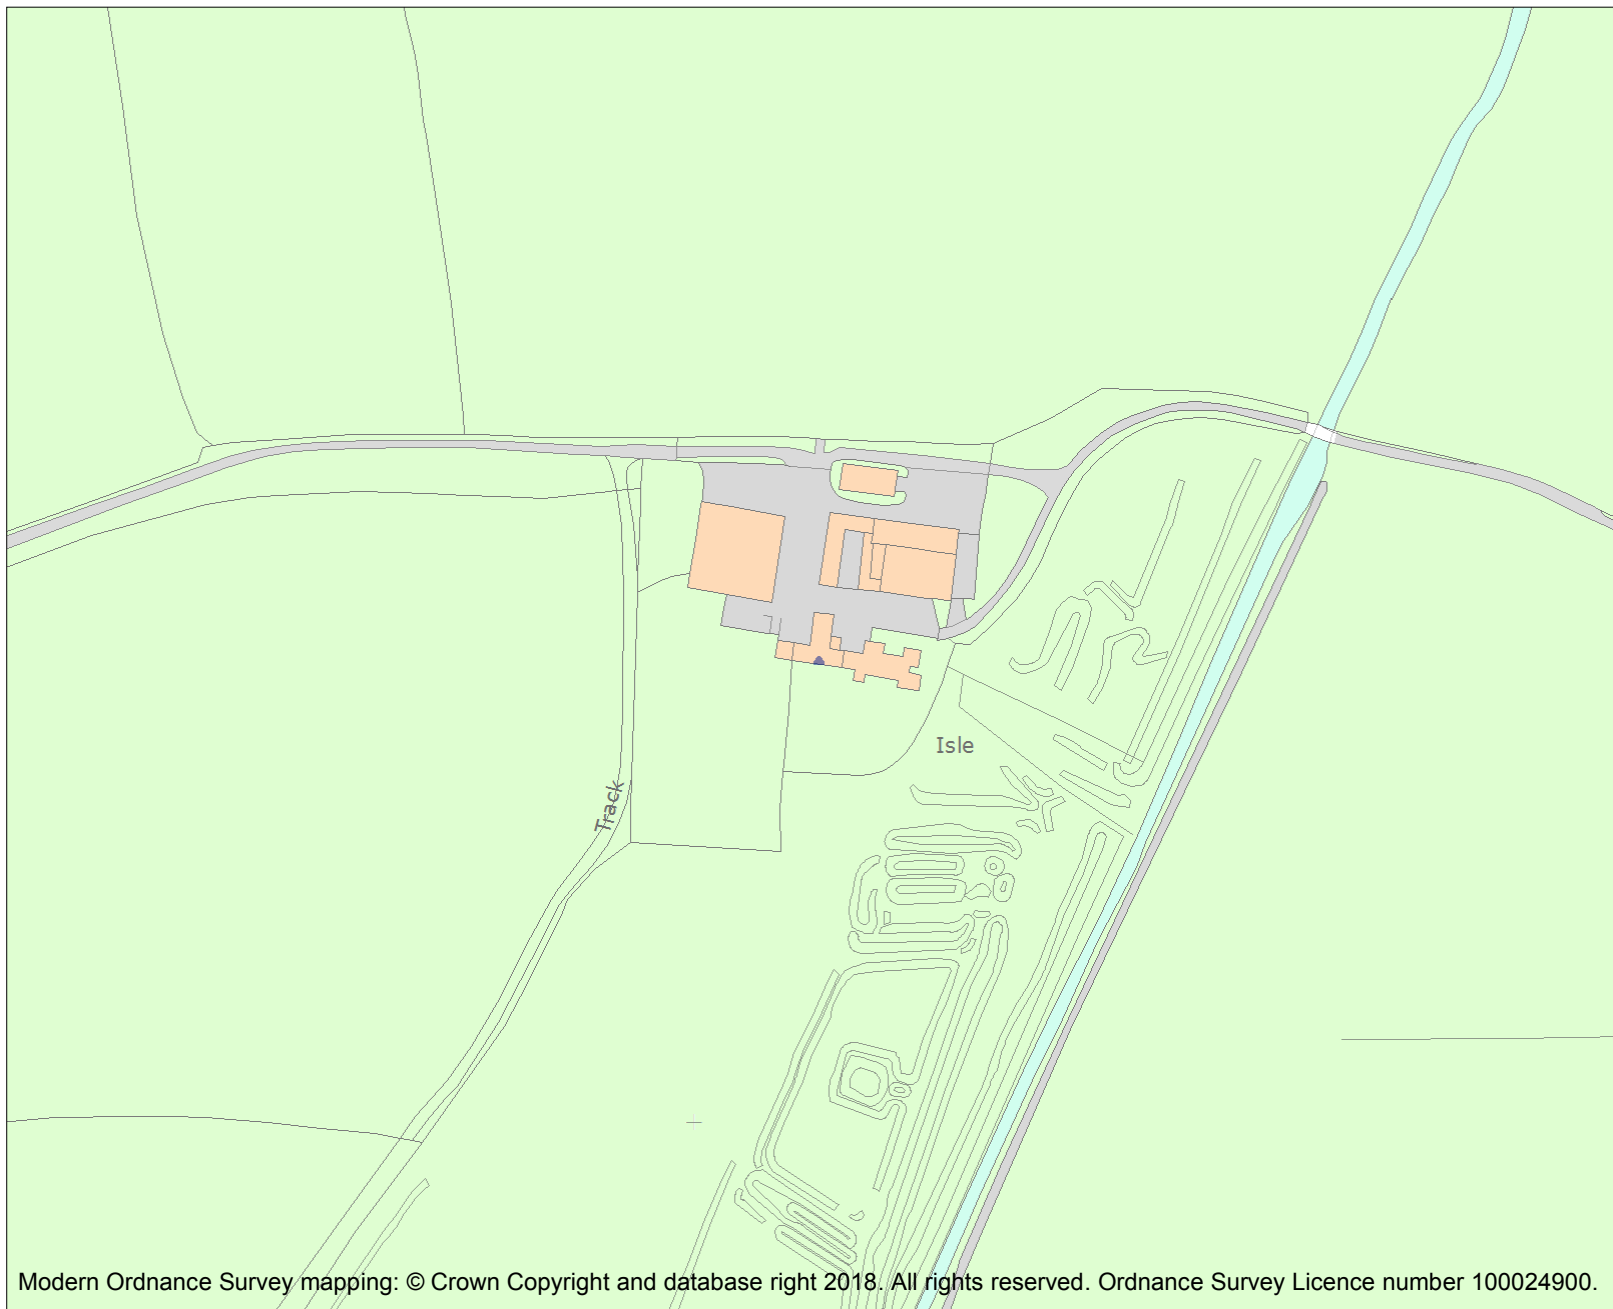 Isle
Track
Modern Ordnance Survey mapping: © Crown Copyright and database right 2018. All rights reserved. Ordnance Survey Licence number 100024900.